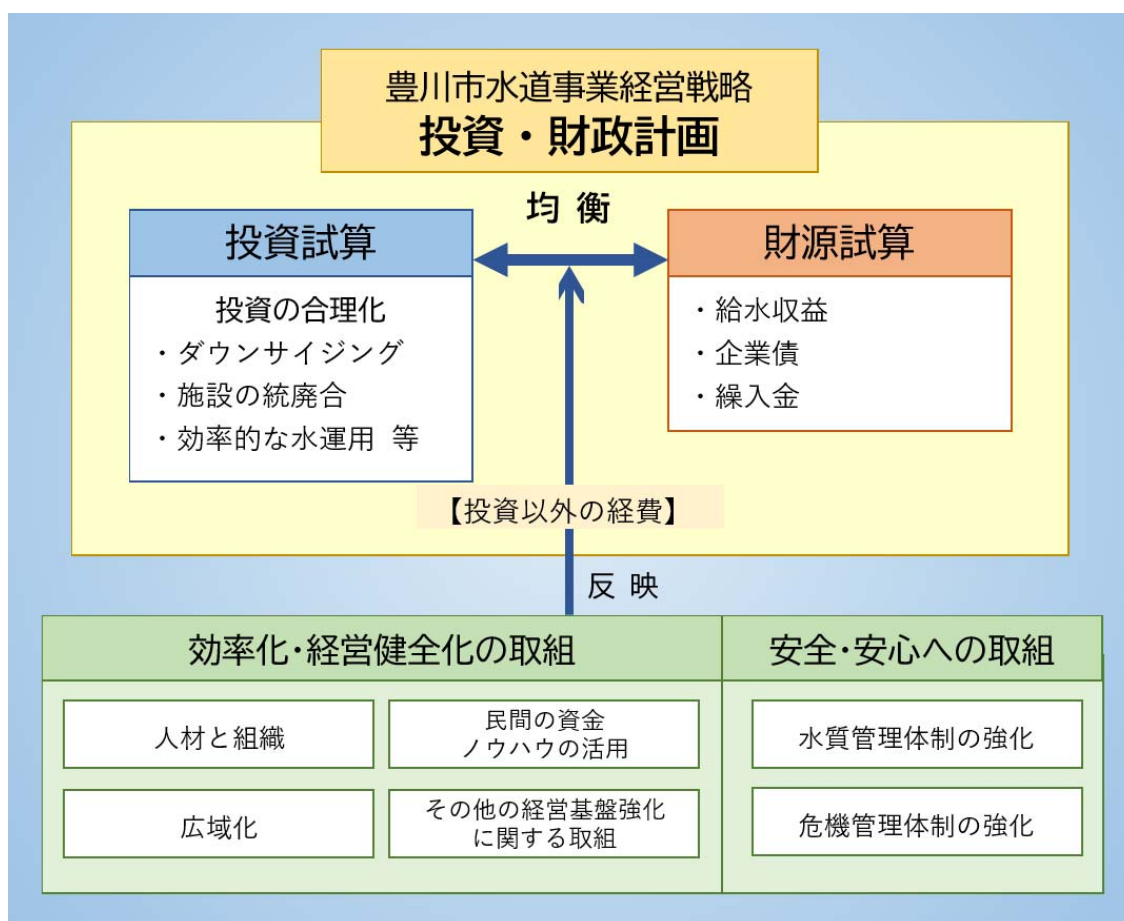 豊川市水道事業経営戦略
投資・財政計画
均 衡
投資試算
投資の合理化
・ダウンサイジング
・施設の統廃合
・効率的な水運用 等
財源試算
・給水収益
・企業債
・繰入金
【投資以外の経費】
反 映
効率化・経営健全化の取組
人材と組織
民間の資金
ノウハウの活用
広域化
その他の経営基盤強化
に関する取組
安全・安心への取組
水質管理体制の強化
危機管理体制の強化